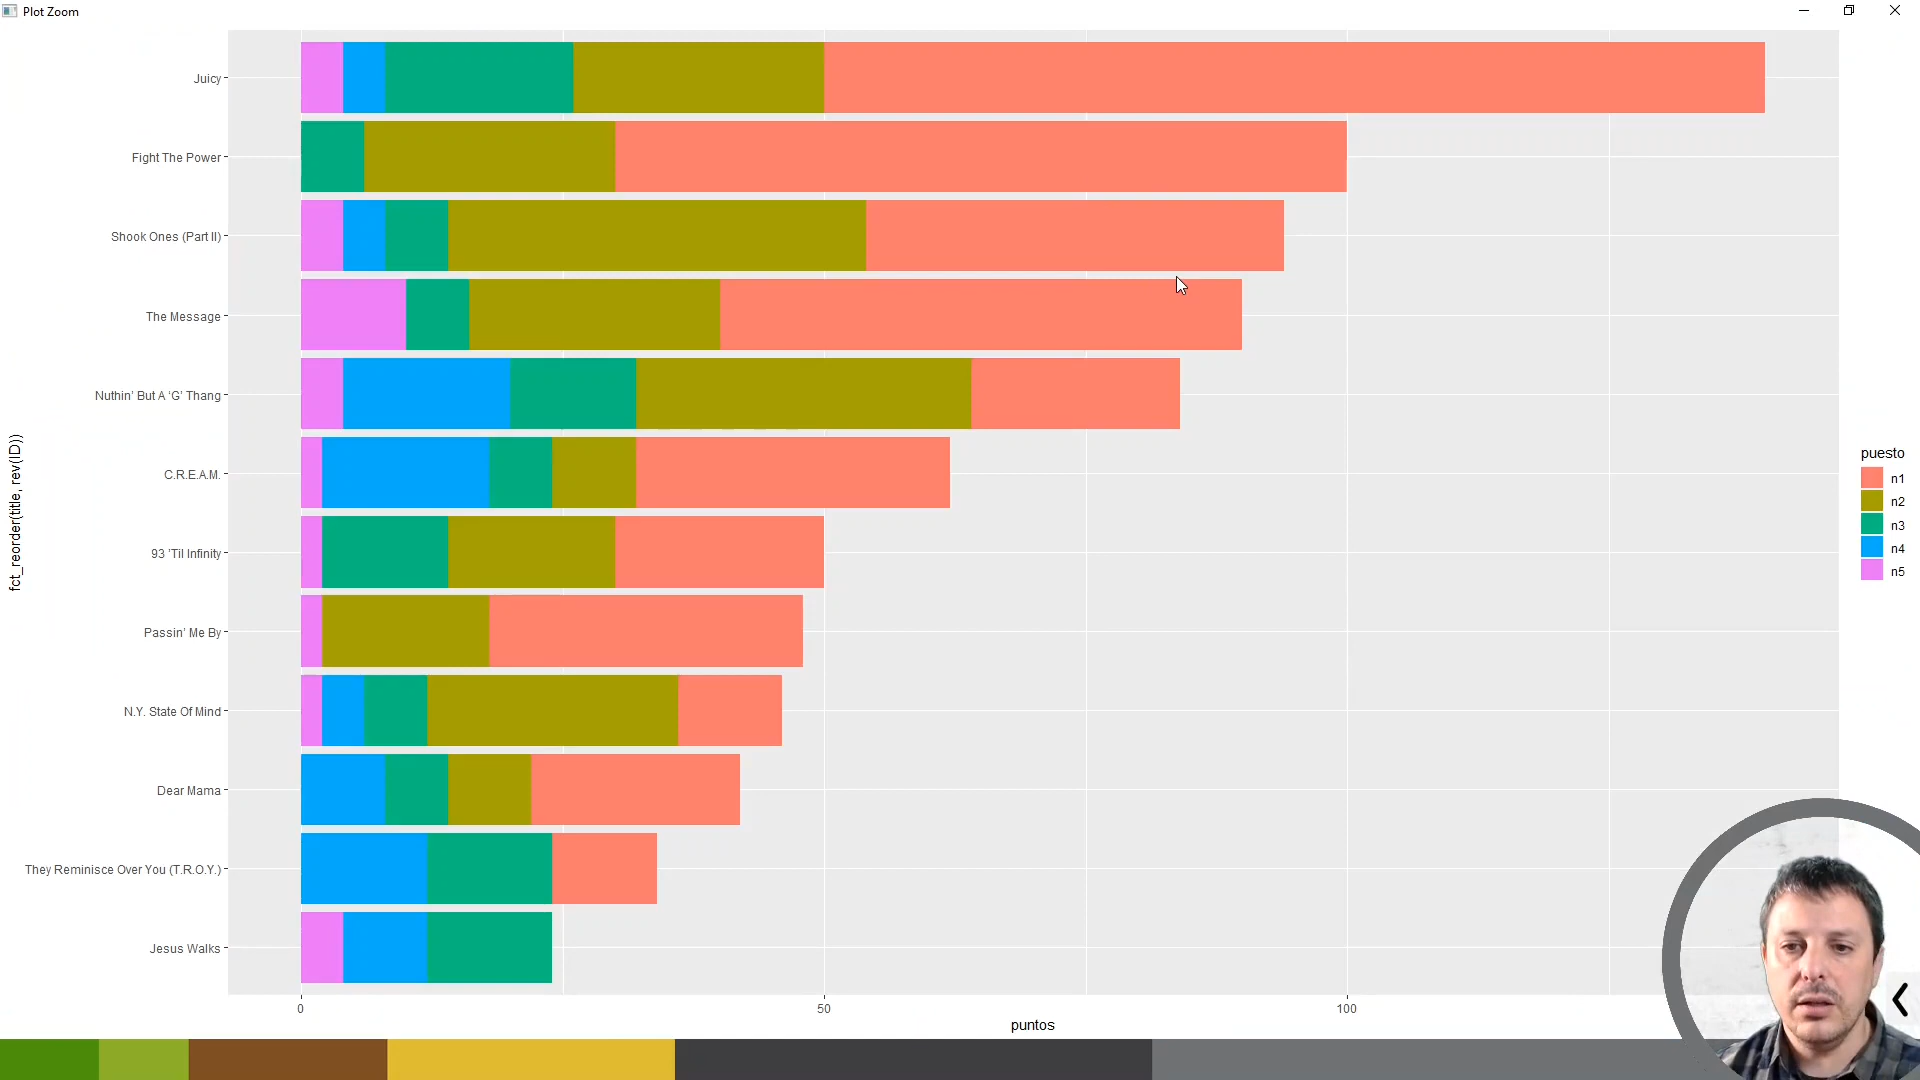 Plot Zoom
Juicy
Fight The Power
Shook Ones (Part II)
The Message
Nuthin' But A ‘G’ Thang
C.R.E.A.M.
93 'Til Infinity
Passin' Me By
N.Y. State Of Mind
Dear Mama
They Reminisce Over You (T.R.O.Y.)
Jesus Walks
fct_reorder(title, rev(ID))
0
50
100
puntos
puesto
n1
n2
n3
n4
n5